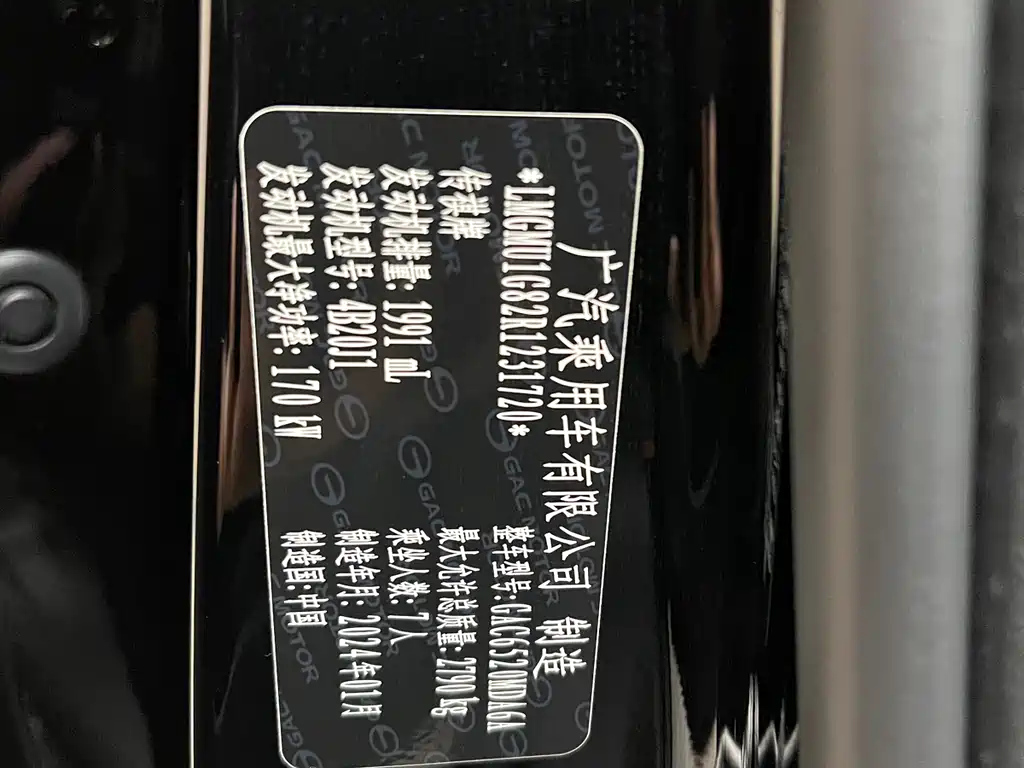 广汽乘用车有限公司 制造
*LMGMU1G82R1231720*
传祺牌 整车型号:GAC6520MDA6A
发动机排量:1991 mL 最大允许总质量:2790 kg
发动机型号:4B20J1 乘坐人数:7人
发动机最大净功率:170 kW 制造年月:2024年01月
制造国:中国